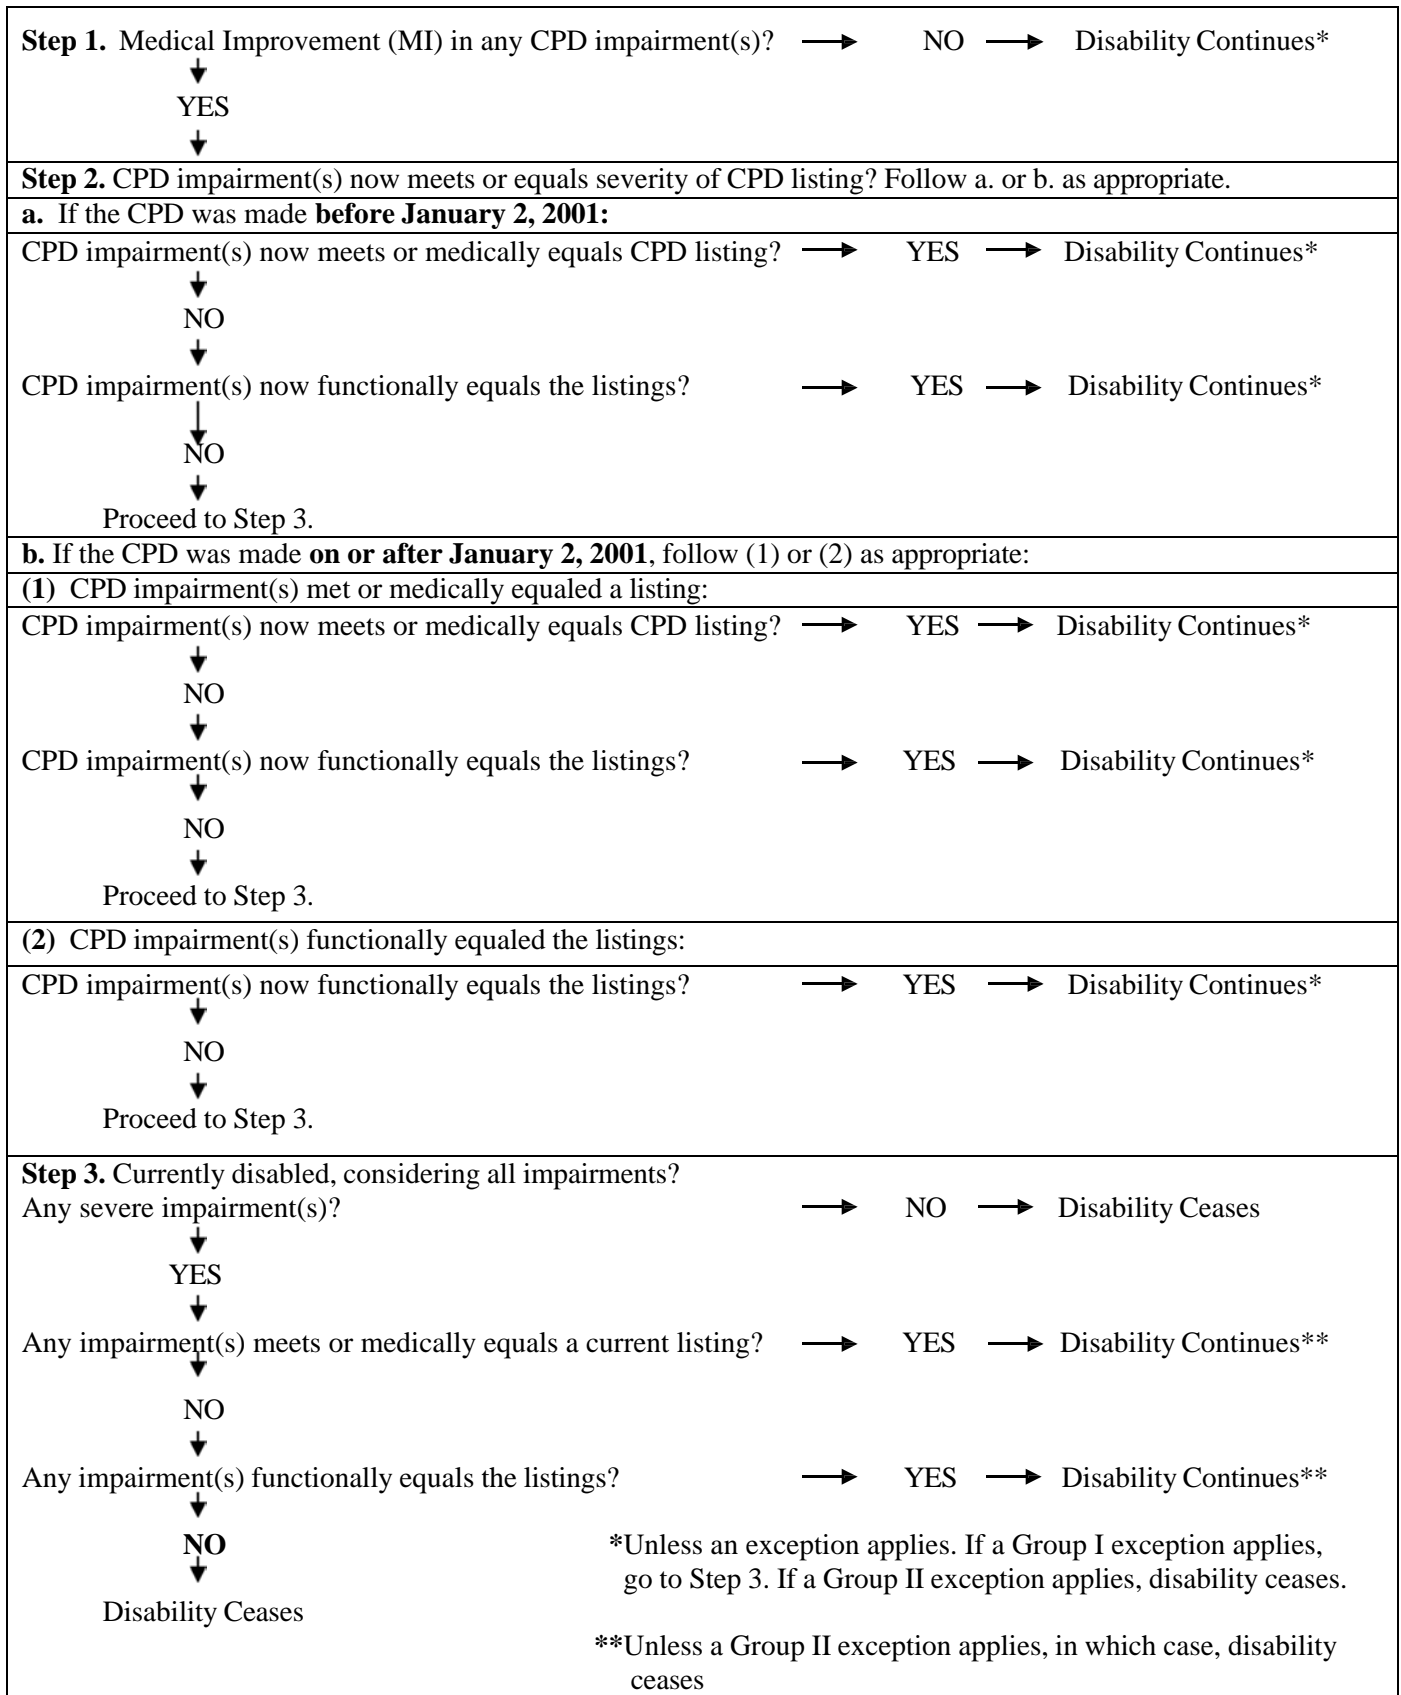 Step 1. Medical Improvement (MI) in any CPD impairment(s)? NO Disability Continues*
YES
Step 2. CPD impairment(s) now meets or equals severity of CPD listing? Follow a. or b. as appropriate.
a. If the CPD was made before January 2, 2001:
CPD impairment(s) now meets or medically equals CPD listing? YES Disability Continues*
NO
CPD impairment(s) now functionally equals the listings? YES Disability Continues*
NO
Proceed to Step 3.
b. If the CPD was made on or after January 2, 2001, follow (1) or (2) as appropriate:
(1) CPD impairment(s) met or medically equaled a listing:
CPD impairment(s) now meets or medically equals CPD listing? YES Disability Continues*
NO
CPD impairment(s) now functionally equals the listings? YES Disability Continues*
NO
Proceed to Step 3.
(2) CPD impairment(s) functionally equaled the listings:
CPD impairment(s) now functionally equals the listings? YES Disability Continues*
NO
Proceed to Step 3.
Step 3. Currently disabled, considering all impairments?
Any severe impairment(s)? NO Disability Ceases
YES
Any impairment(s) meets or medically equals a current listing? YES Disability Continues**
NO
Any impairment(s) functionally equals the listings? YES Disability Continues**
NO
Disability Ceases
*Unless an exception applies. If a Group I exception applies,
go to Step 3. If a Group II exception applies, disability ceases.
**Unless a Group II exception applies, in which case, disability
ceases